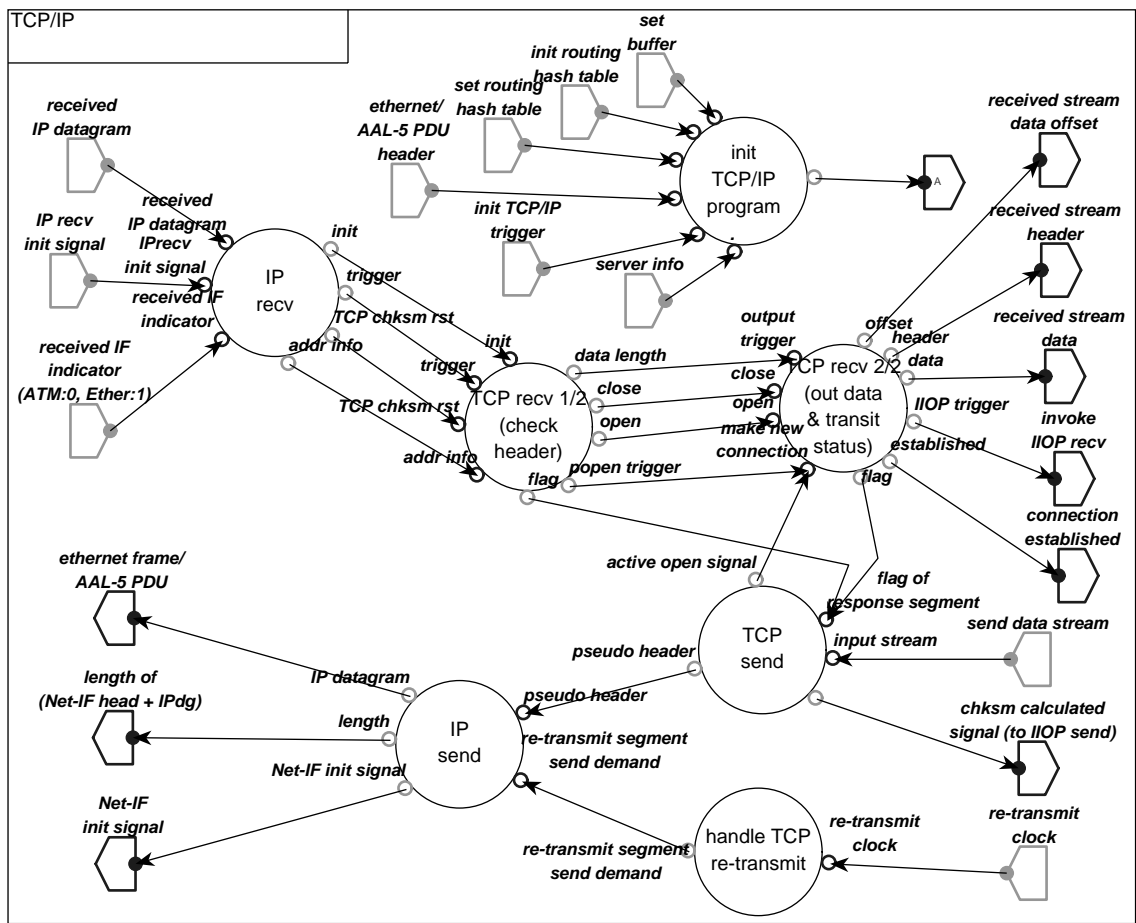 TCP/IP
set
buffer
init routing
hash table
set routing
hash table
ethernet/
AAL-5 PDU
header
init TCP/IP
trigger
server info
init
TCP/IP
program
.
A
received
IP datagram
received
IP datagram
IP recv
init signal
IPrecv
init signal
received IF
indicator
received IF
indicator
(ATM:0, Ether:1)
IP
recv
init
trigger
TCP chksm rst
addr info
init
trigger
TCP chksm rst
addr info
TCP recv 1/2
(check
header)
data length
close
open
popen trigger
flag
output
trigger
close
open
make new
connection
TCP recv 2/2
(out data
& transit
status)
offset
header
data
IIOP trigger
established
flag
received stream
data offset
received stream
header
received stream
data
invoke
IIOP recv
connection
established
active open signal
flag of
response segment
input stream
send data stream
TCP
send
pseudo header
chksm calculated
signal (to IIOP send)
ethernet frame/
AAL-5 PDU
length of
(Net-IF head + IPdg)
Net-IF
init signal
IP datagram
length
Net-IF init signal
IP
send
pseudo header
re-transmit segment
send demand
re-transmit segment
send demand
handle TCP
re-transmit
re-transmit
clock
re-transmit
clock